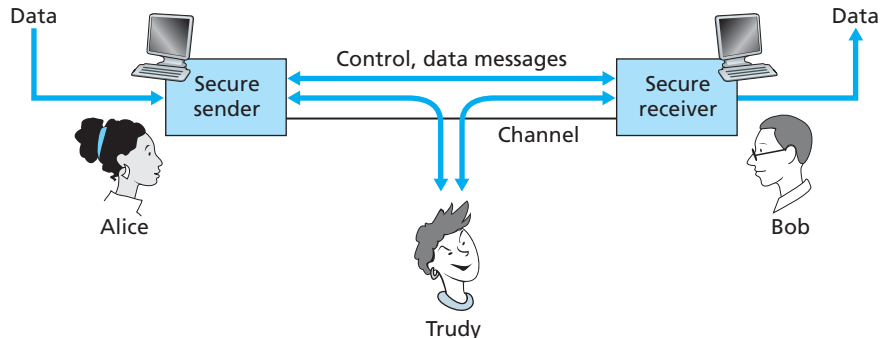 Data
Data
Control, data messages
Secure
sender
Secure
receiver
Channel
Alice
Bob
Trudy